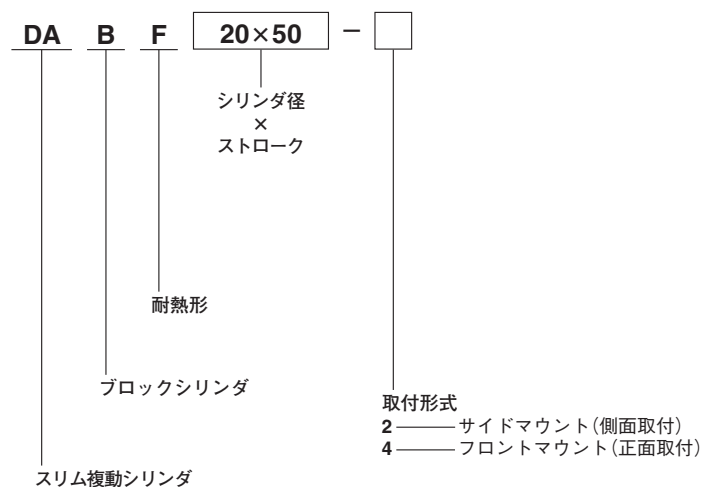 DA B F 20×50 −
シリンダ径
×
ストローク
耐熱形
ブロックシリンダ
取付形式
2 サイドマウント(側面取付)
4 フロントマウント(正面取付)
スリム複動シリンダ